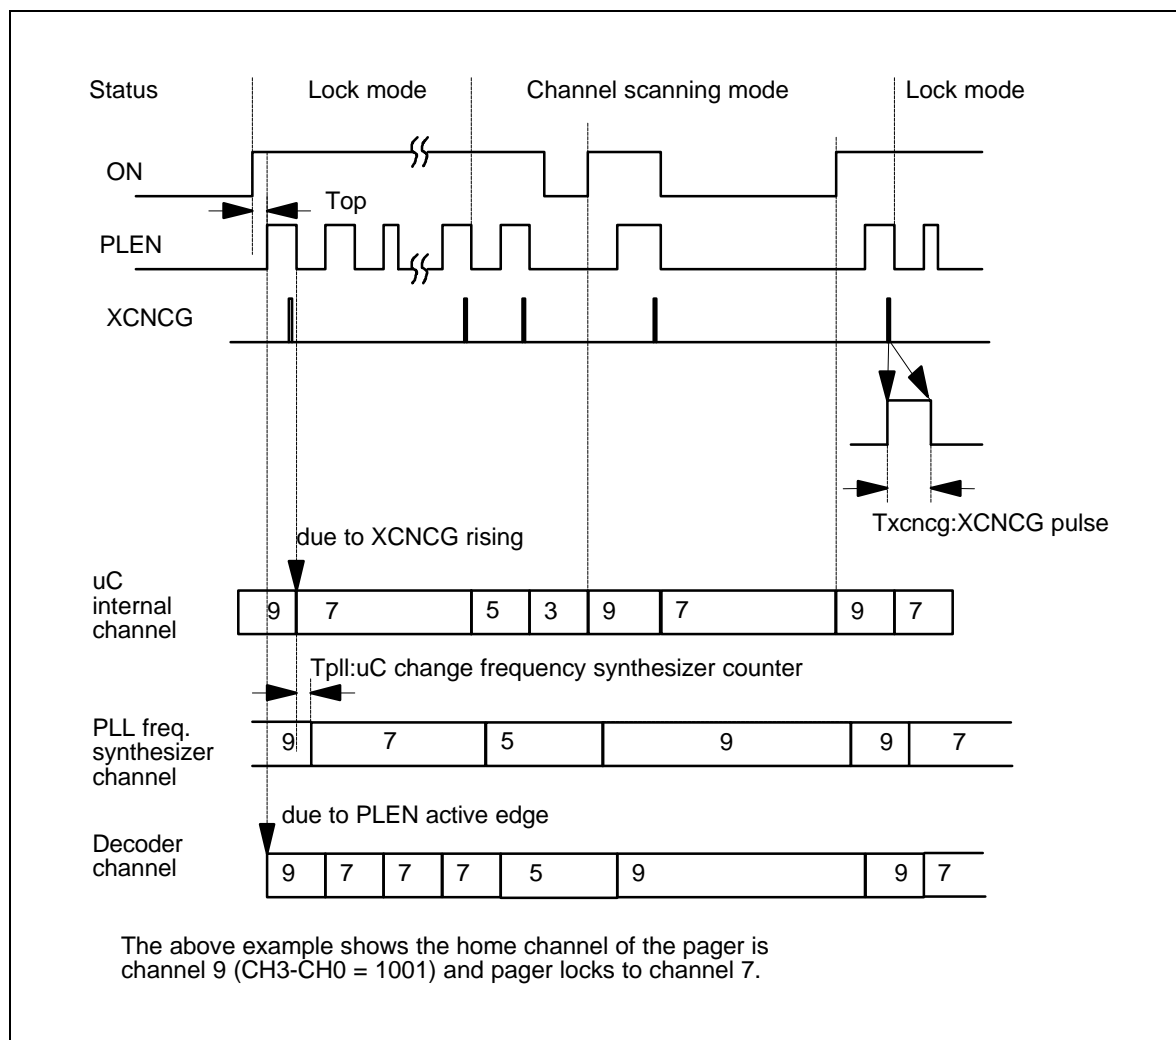 Status Lock mode Channel scanning mode Lock mode
ON
Top
PLEN
XCNCG
Txcncg:XCNCG pulse
due to XCNCG rising
uC
internal
channel
9 7 5 3 9 7 9 7
Tpll:uC change frequency synthesizer counter
PLL freq.
synthesizer
channel
9 7 5 9 9 7
due to PLEN active edge
Decoder
channel
9 7 7 7 5 9 9 7
The above example shows the home channel of the pager is
channel 9 (CH3-CH0 = 1001) and pager locks to channel 7.